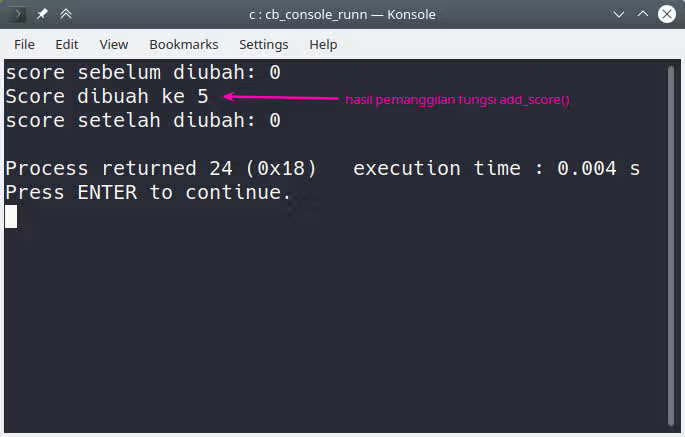 c : cb_console_runn — Konsole
File Edit View Bookmarks Settings Help
score sebelum diubah: 0
Score dibuah ke 5 hasil pemanggilan fungsi add_score()
score setelah diubah: 0
Process returned 24 (0x18) execution time : 0.004 s
Press ENTER to continue.